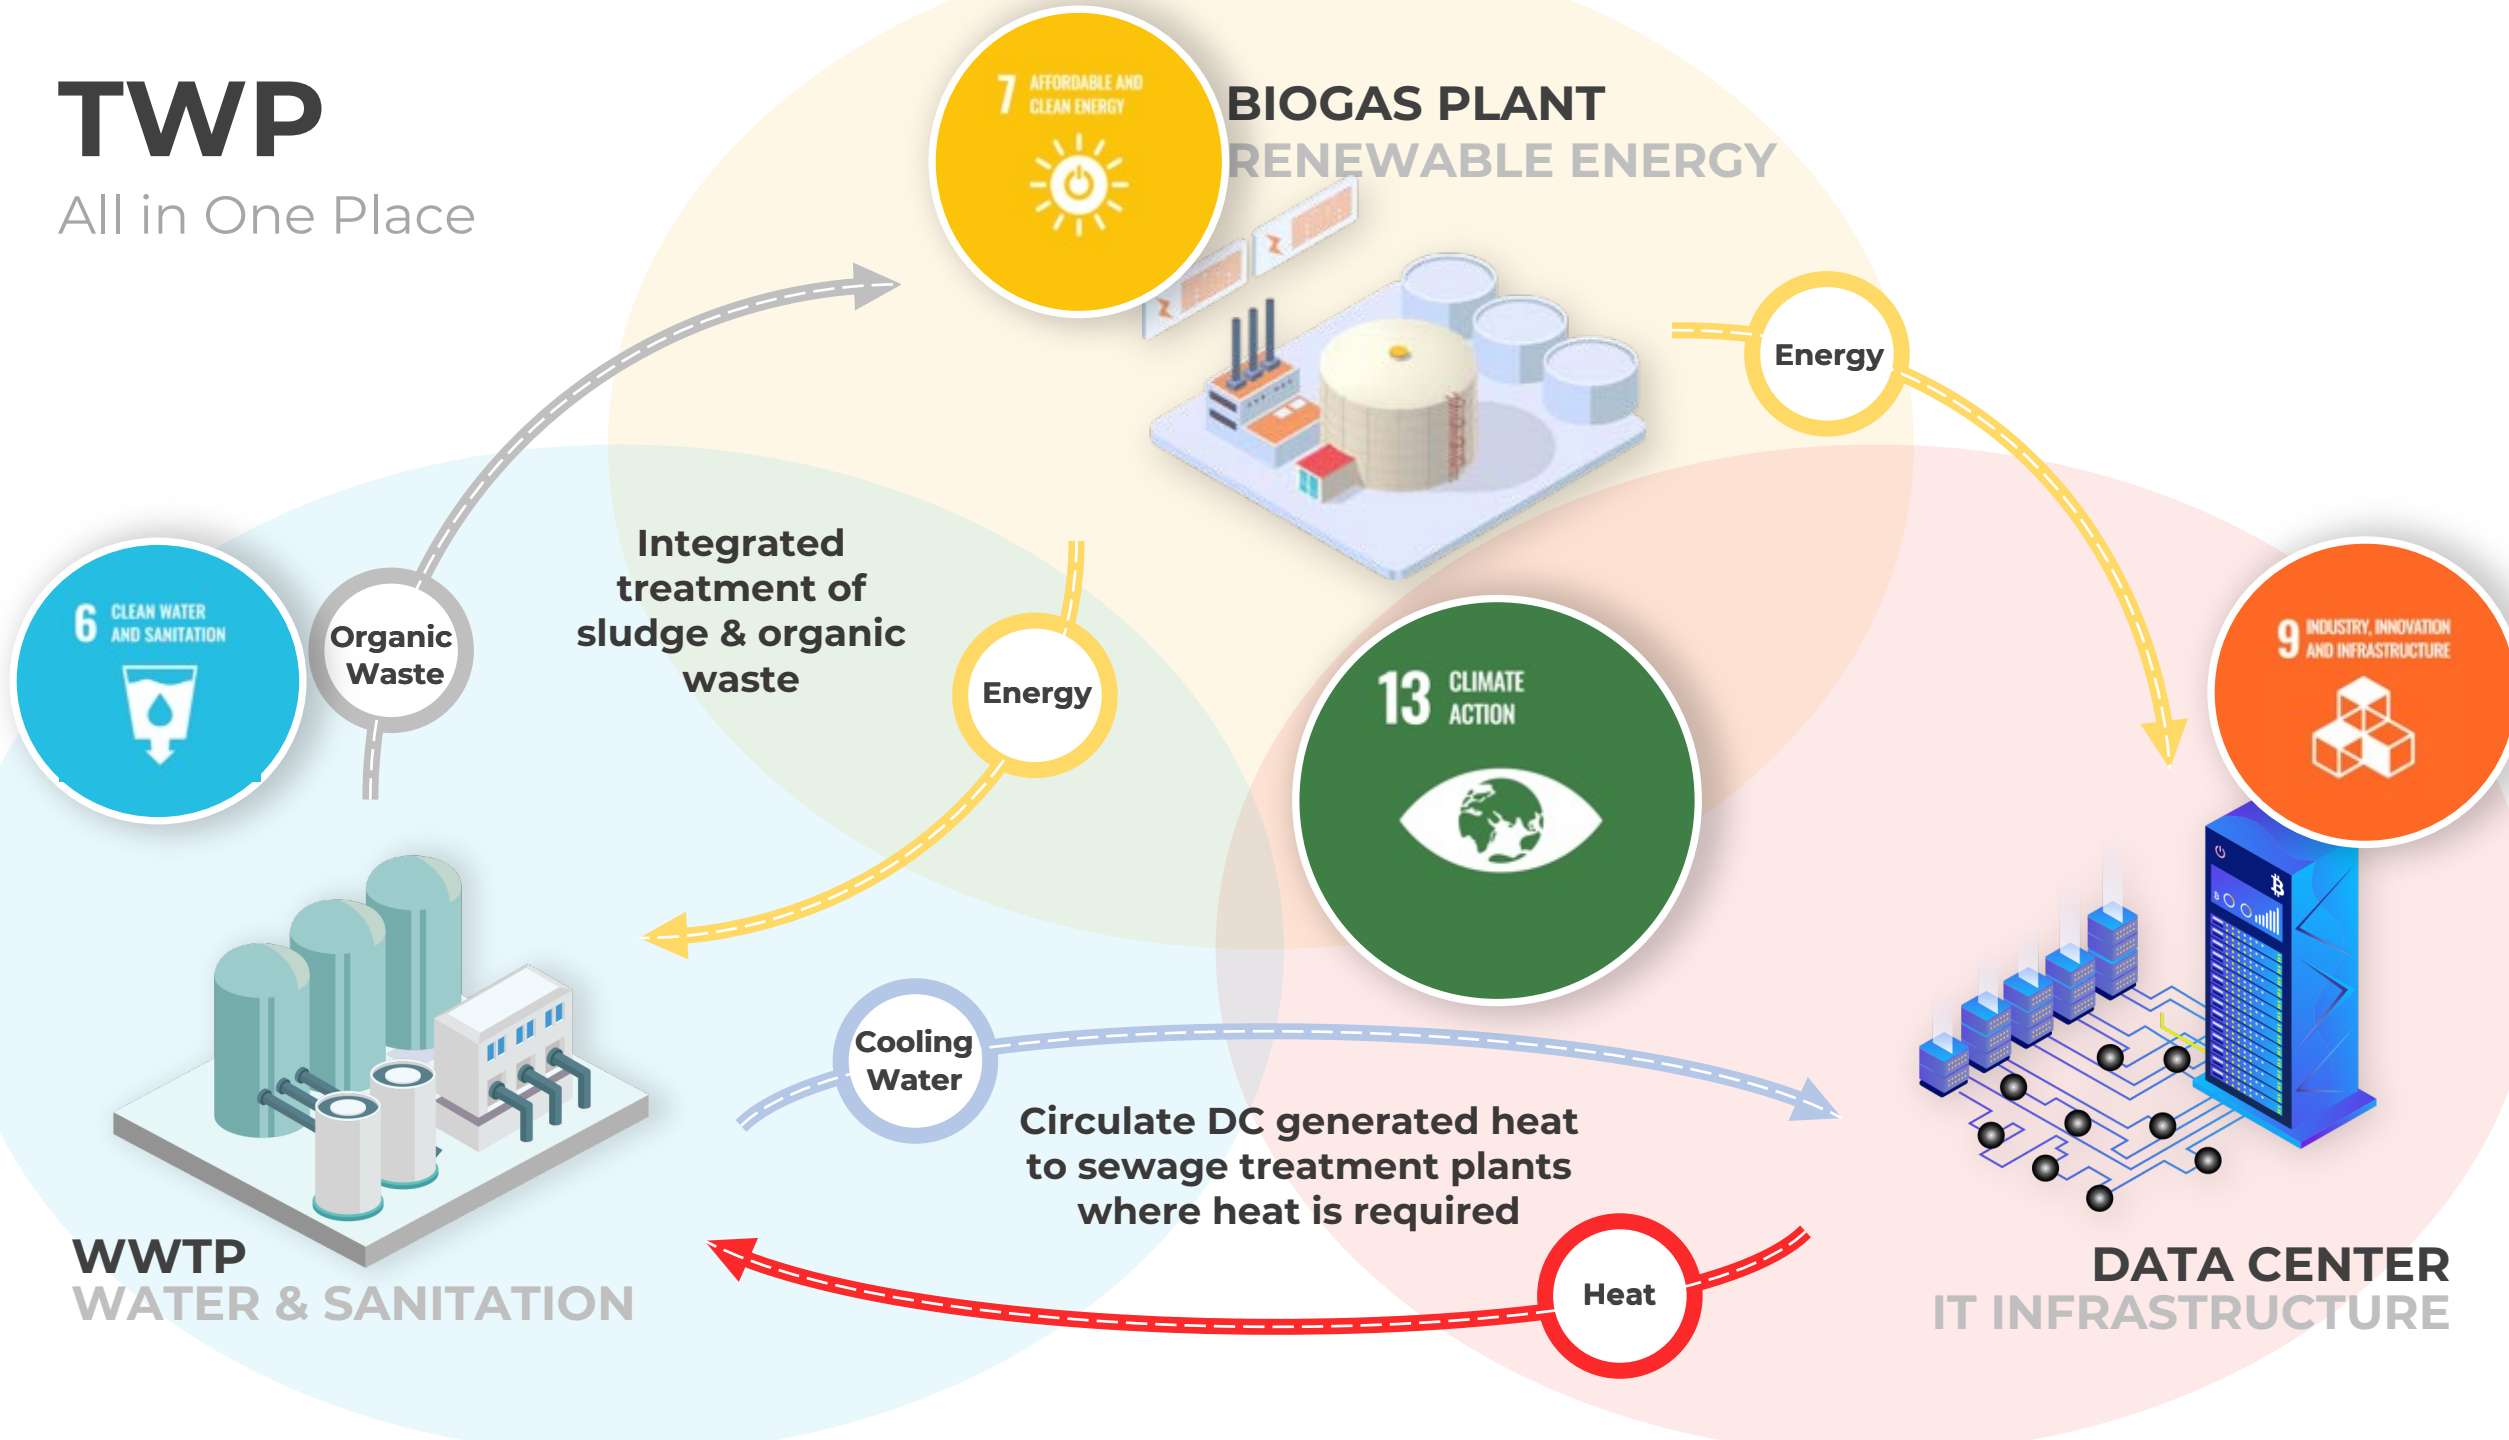 TWP
All in One Place
7 AFFORDABLE AND
CLEAN ENERGY
BIOGAS PLANT
RENEWABLE ENERGY
Energy
6 CLEAN WATER
AND SANITATION
Organic
Waste
Integrated
treatment of
sludge & organic
waste
Energy
13 CLIMATE
ACTION
9 INDUSTRY, INNOVATION
AND INFRASTRUCTURE
Cooling
Water
Circulate DC generated heat
to sewage treatment plants
where heat is required
Heat
WWTP
WATER & SANITATION
DATA CENTER
IT INFRASTRUCTURE